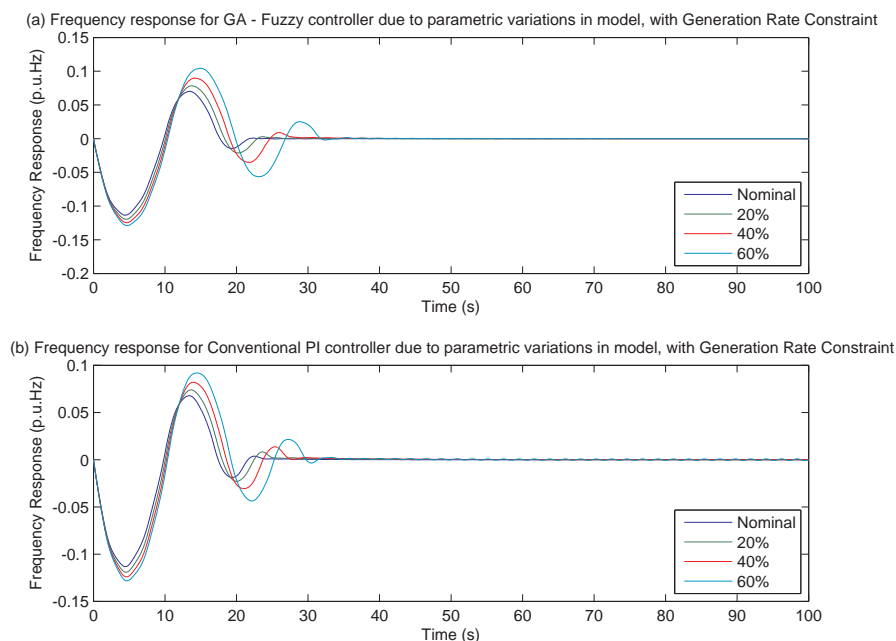 (a) Frequency response for GA - Fuzzy controller due to parametric variations in model, with Generation Rate Constraint
0.15
0.1
0.05
0
-0.05
-0.1
-0.15
-0.2
Frequency Response (p.u.Hz)
Nominal
20%
40%
60%
0 10 20 30 40 50 60 70 80 90 100
Time (s)
(b) Frequency response for Conventional PI controller due to parametric variations in model, with Generation Rate Constraint
0.1
0.05
0
-0.05
-0.1
-0.15
Frequency Response (p.u.Hz)
Nominal
20%
40%
60%
0 10 20 30 40 50 60 70 80 90 100
Time (s)